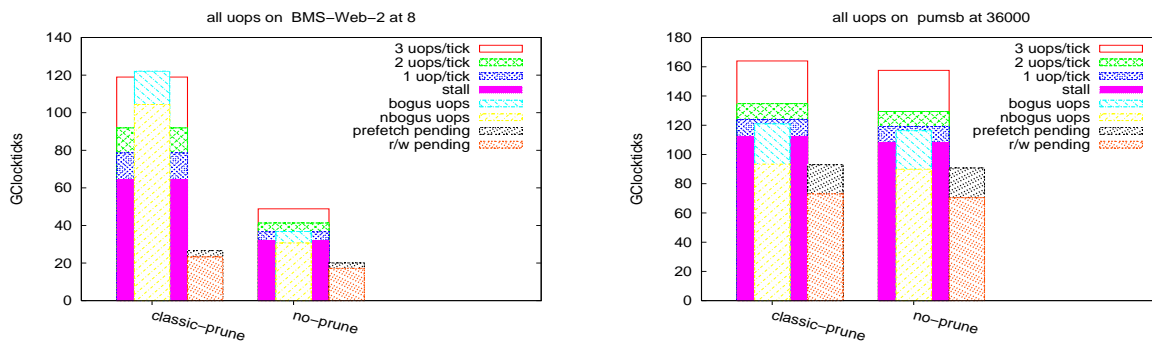 all uops on  BMS−Web−2 at 8
GClockticks
140
120
100
80
60
40
20
0
3 uops/tick
2 uops/tick
1 uop/tick
stall
bogus uops
nbogus uops
prefetch pending
r/w pending
classic−prune
no−prune
all uops on  pumsb at 36000
GClockticks
180
160
140
120
100
80
60
40
20
0
3 uops/tick
2 uops/tick
1 uop/tick
stall
bogus uops
nbogus uops
prefetch pending
r/w pending
classic−prune
no−prune